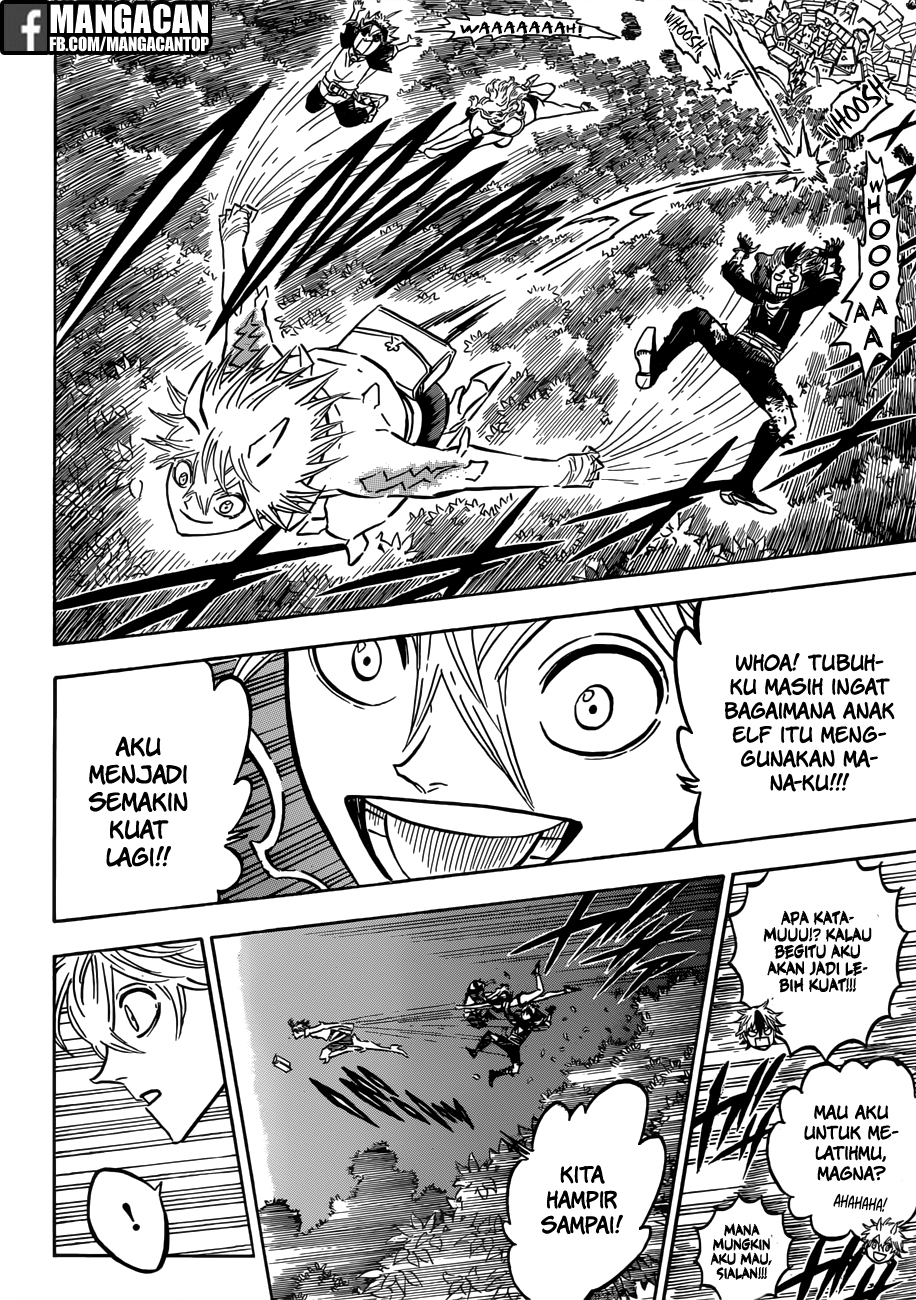 MANGACAN
FB.COM/MANGACANTOP
WAAAAAAAH!
WHOOSH
WHOOSH
WHOOOAAA
WHOA! TUBUH-
KU MASIH INGAT
BAGAIMANA ANAK
ELF ITU MENG-
GUNAKAN MA-
NA-KU!!!
AKU
MENJADI
SEMAKIN
KUAT
LAGI!!
APA KATA-
MUUU!? KALAU
BEGITU AKU
AKAN JADI LE-
BIH KUAT!!!
MAU AKU
UNTUK ME-
LATIHMU,
MAGNA?
AHAHAHA!
MANA
MUNGKIN
AKU MAU,
SIALAN!!!
KITA
HAMPIR
SAMPAI!
!